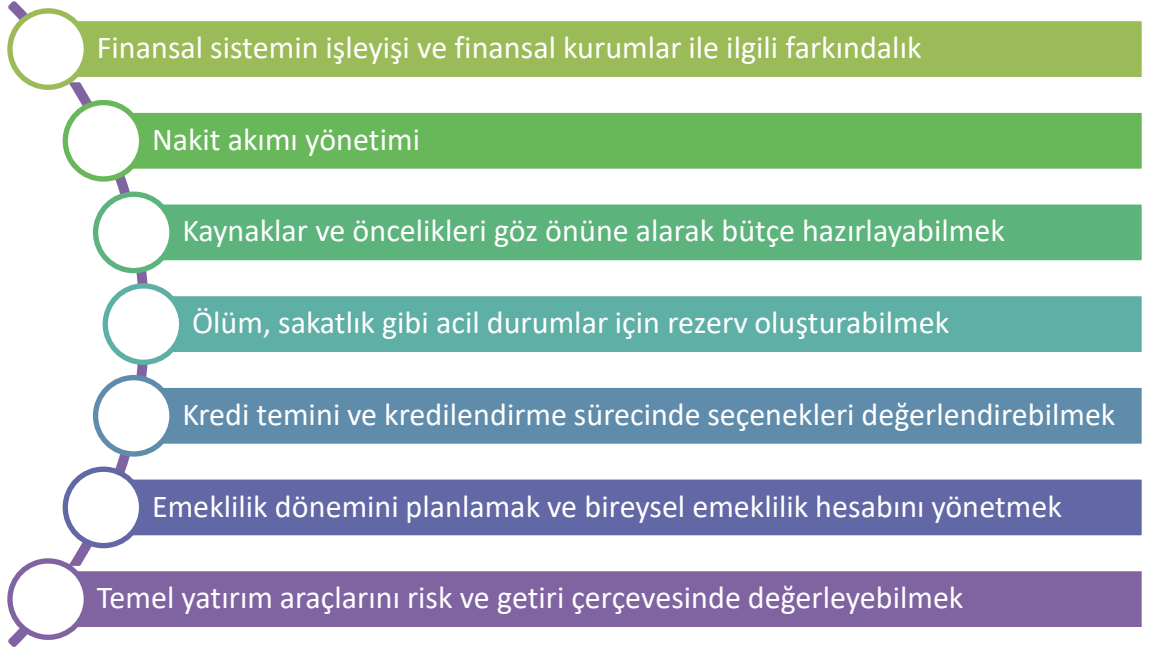 Finansal sistemin işleyişi ve finansal kurumlar ile ilgili farkındalık
Nakit akımı yönetimi
Kaynaklar ve öncelikleri göz önüne alarak bütçe hazırlayabilmek
Ölüm, sakatlık gibi acil durumlar için rezerv oluşturabilmek
Kredi temini ve kredilendirme sürecinde seçenekleri değerlendirebilmek
Emeklilik dönemini planlamak ve bireysel emeklilik hesabını yönetmek
Temel yatırım araçlarını risk ve getiri çerçevesinde değerleyebilmek